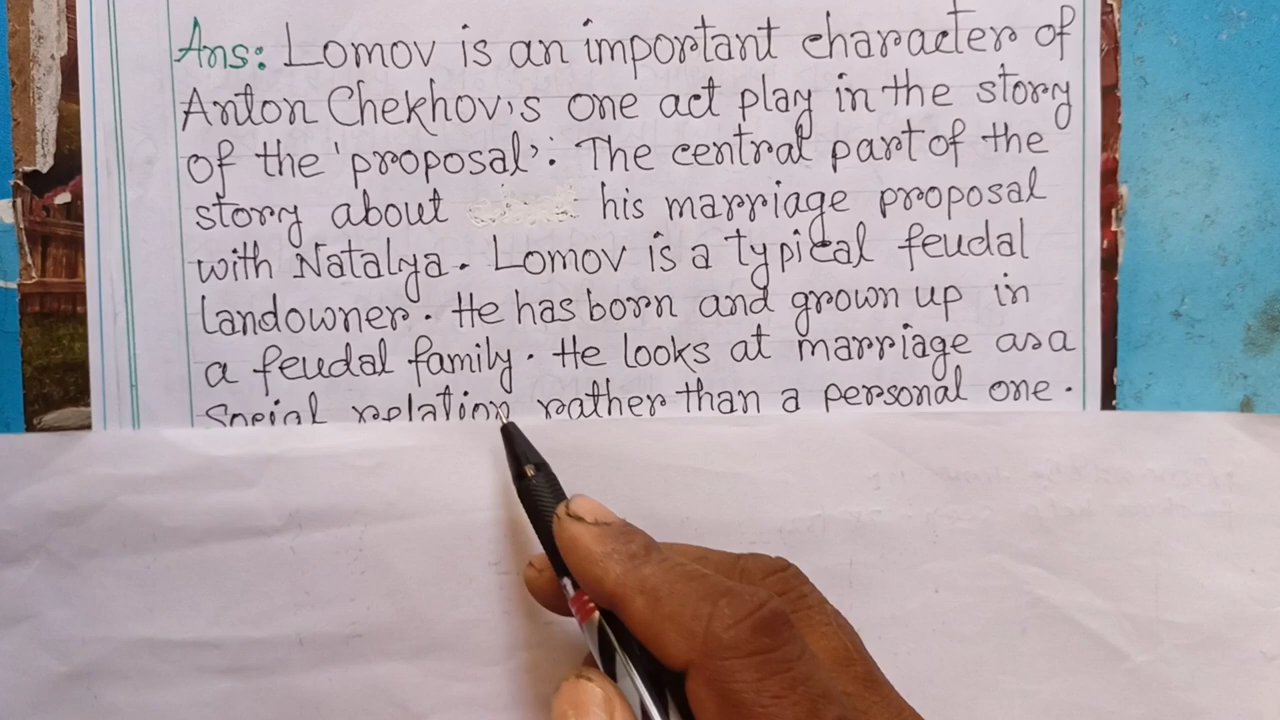 Ans: Lomov is an important character of
Anton Chekhov's one act play in the story
of the 'proposal'. The central part of the
story about his marriage proposal
with Natalya. Lomov is a typical feudal
landowner. He has born and grown up in
a feudal family. He looks at marriage as a
Social relation rather than a personal one.